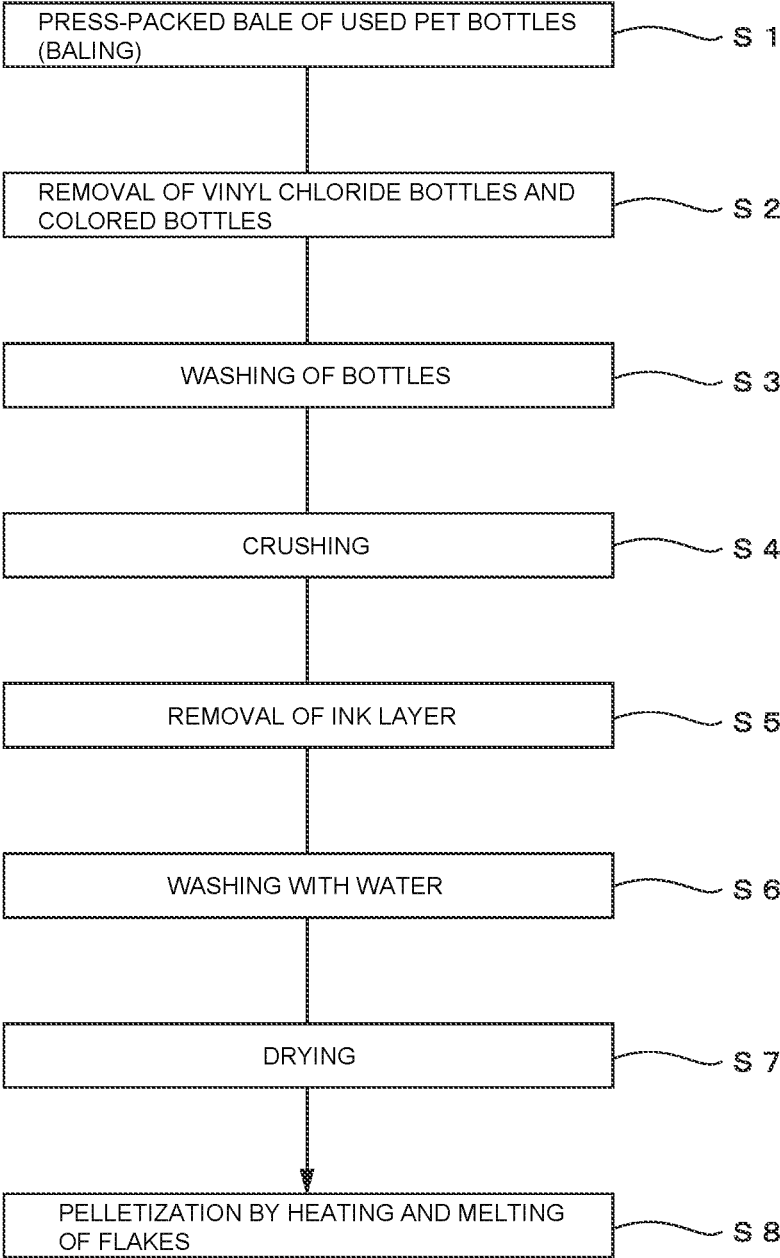 PRESS-PACKED BALE OF USED PET BOTTLES
(BALING)
S 1
REMOVAL OF VINYL CHLORIDE BOTTLES AND
COLORED BOTTLES
S 2
WASHING OF BOTTLES
S 3
CRUSHING
S 4
REMOVAL OF INK LAYER
S 5
WASHING WITH WATER
S 6
DRYING
S 7
PELLETIZATION BY HEATING AND MELTING
OF FLAKES
S 8